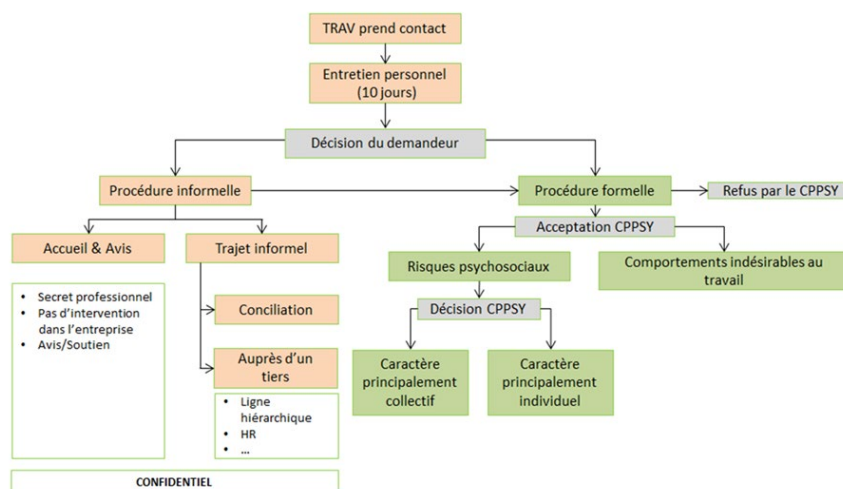 TRAV prend contact
Entretien personnel
(10 jours)
Décision du demandeur
Procédure informelle
Procédure formelle
Refus par le CPPSY
Acceptation CPPSY
Accueil & Avis
Trajet informel
Risques psychosociaux
Comportements indésirables au
travail
• Secret professionnel
• Pas d'intervention
dans l'entreprise
• Avis/Soutien
Conciliation
Décision CPPSY
Auprès d'un
tiers
Caractère
principalement
collectif
Caractère
principalement
individuel
• Ligne
hiérarchique
• HR
• ...
CONFIDENTIEL